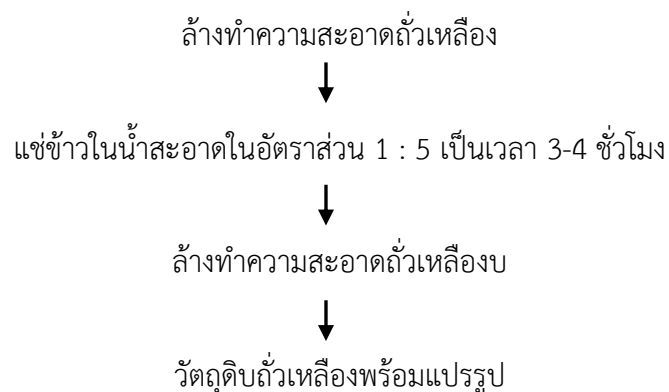 ล้างทำความสะอาดถั่วเหลือง
แช่ข้าวในน้ำสะอาดในอัตราส่วน 1 : 5 เป็นเวลา 3-4 ชั่วโมง
ล้างทำความสะอาดถั่วเหลืองบ
วัตถุดิบถั่วเหลืองพร้อมแปรรูป